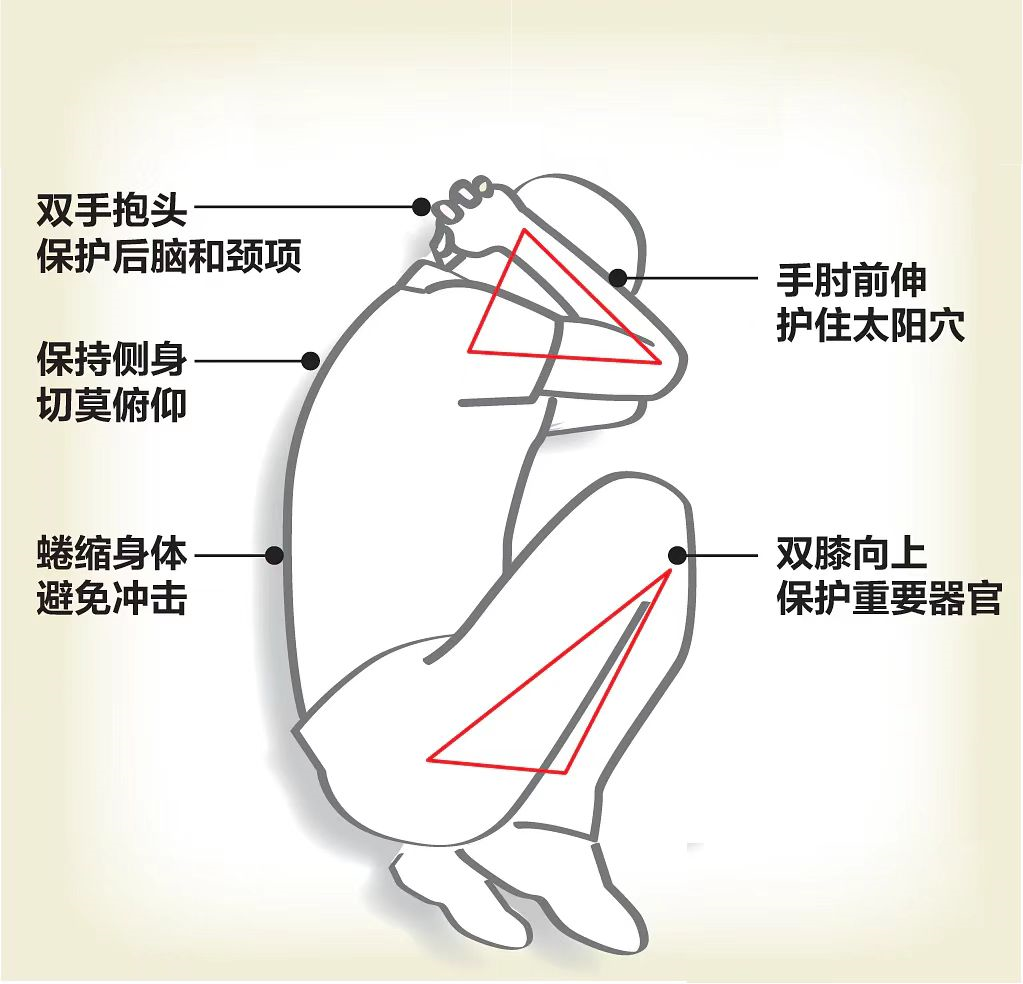 双手抱头
保护后脑和颈项
手肘前伸
护住太阳穴
保持侧身
切莫俯仰
蜷缩身体
避免冲击
双膝向上
保护重要器官